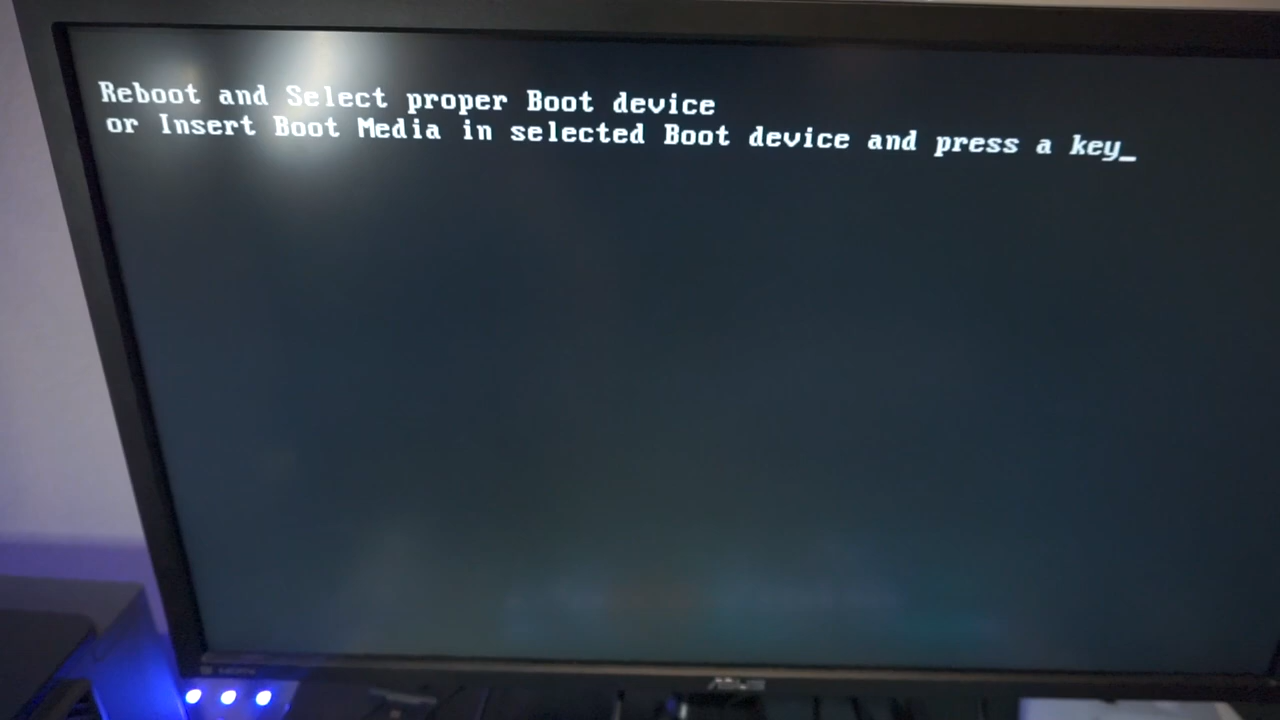 Reboot and Select proper Boot device
or Insert Boot Media in selected Boot device and press a key_